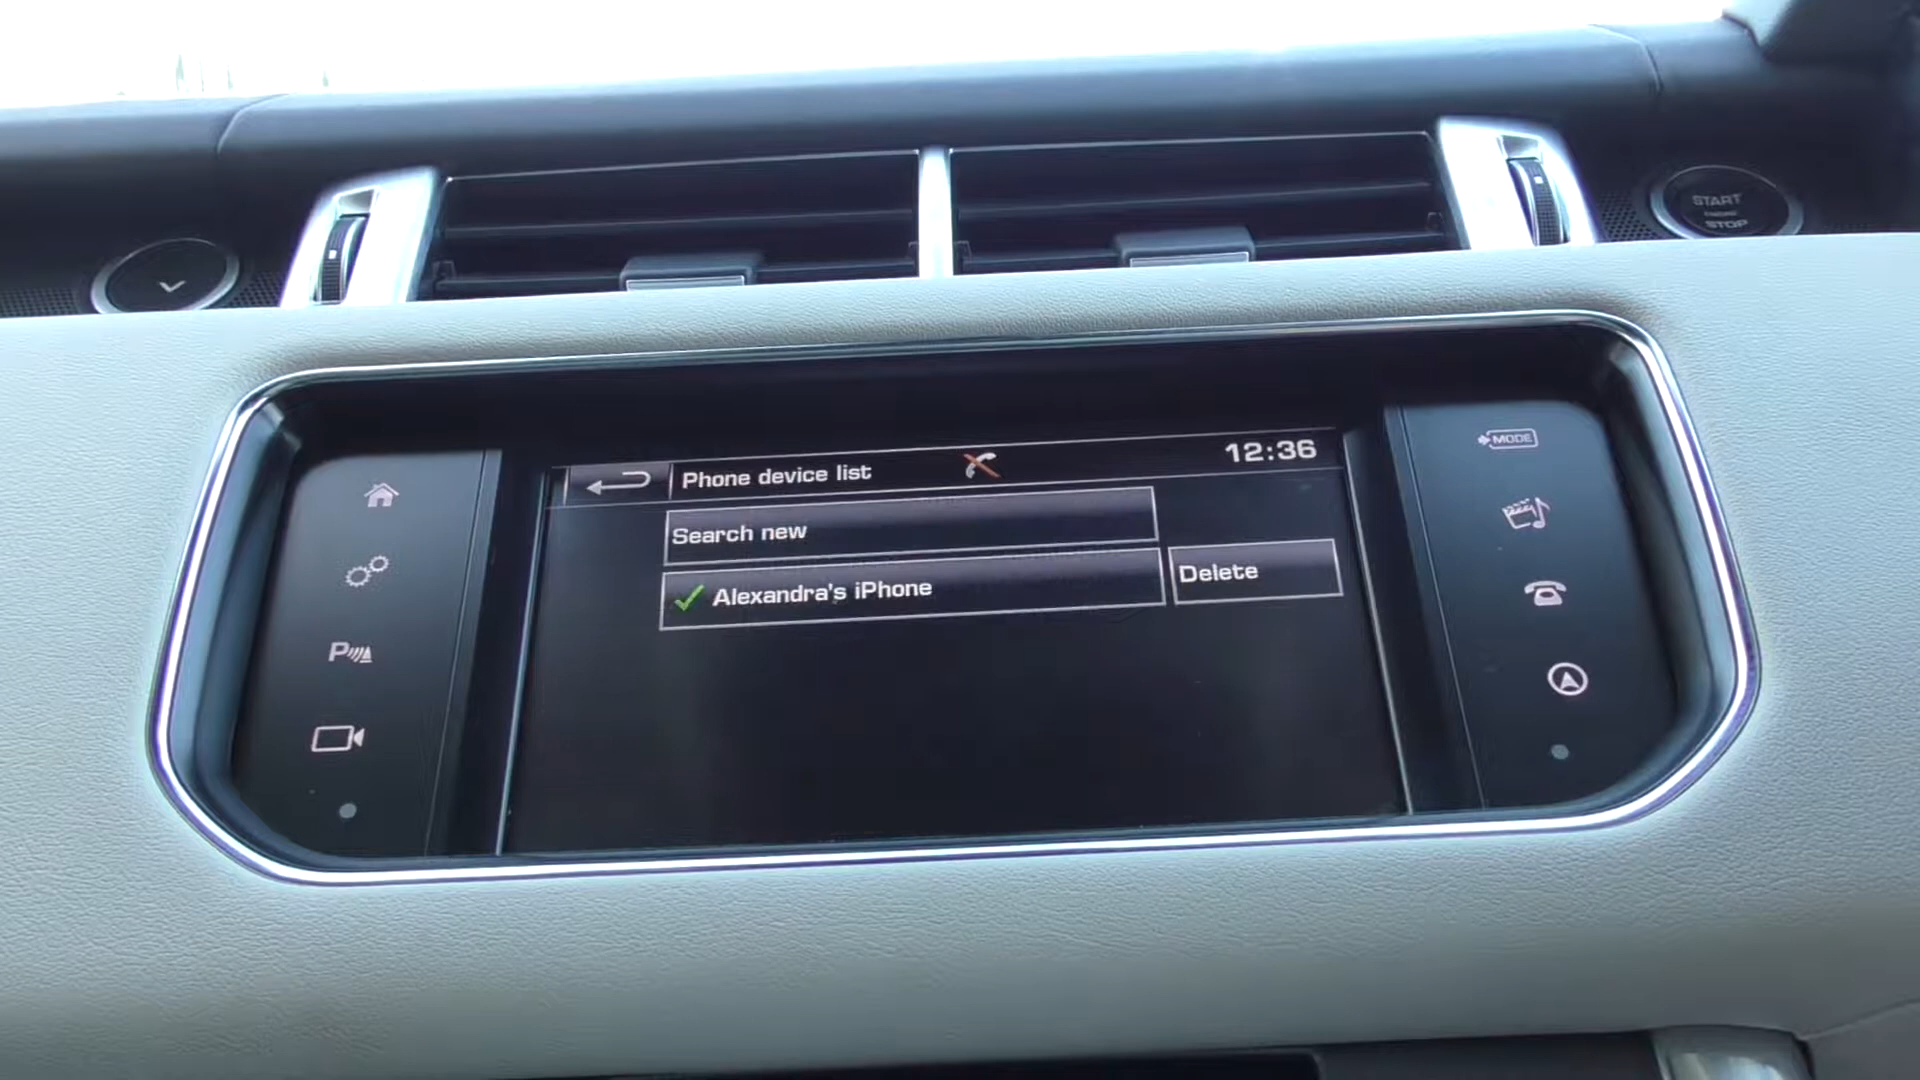 START
STOP
MODE
Phone device list
12:36
Search new
Alexandra's iPhone
Delete
P